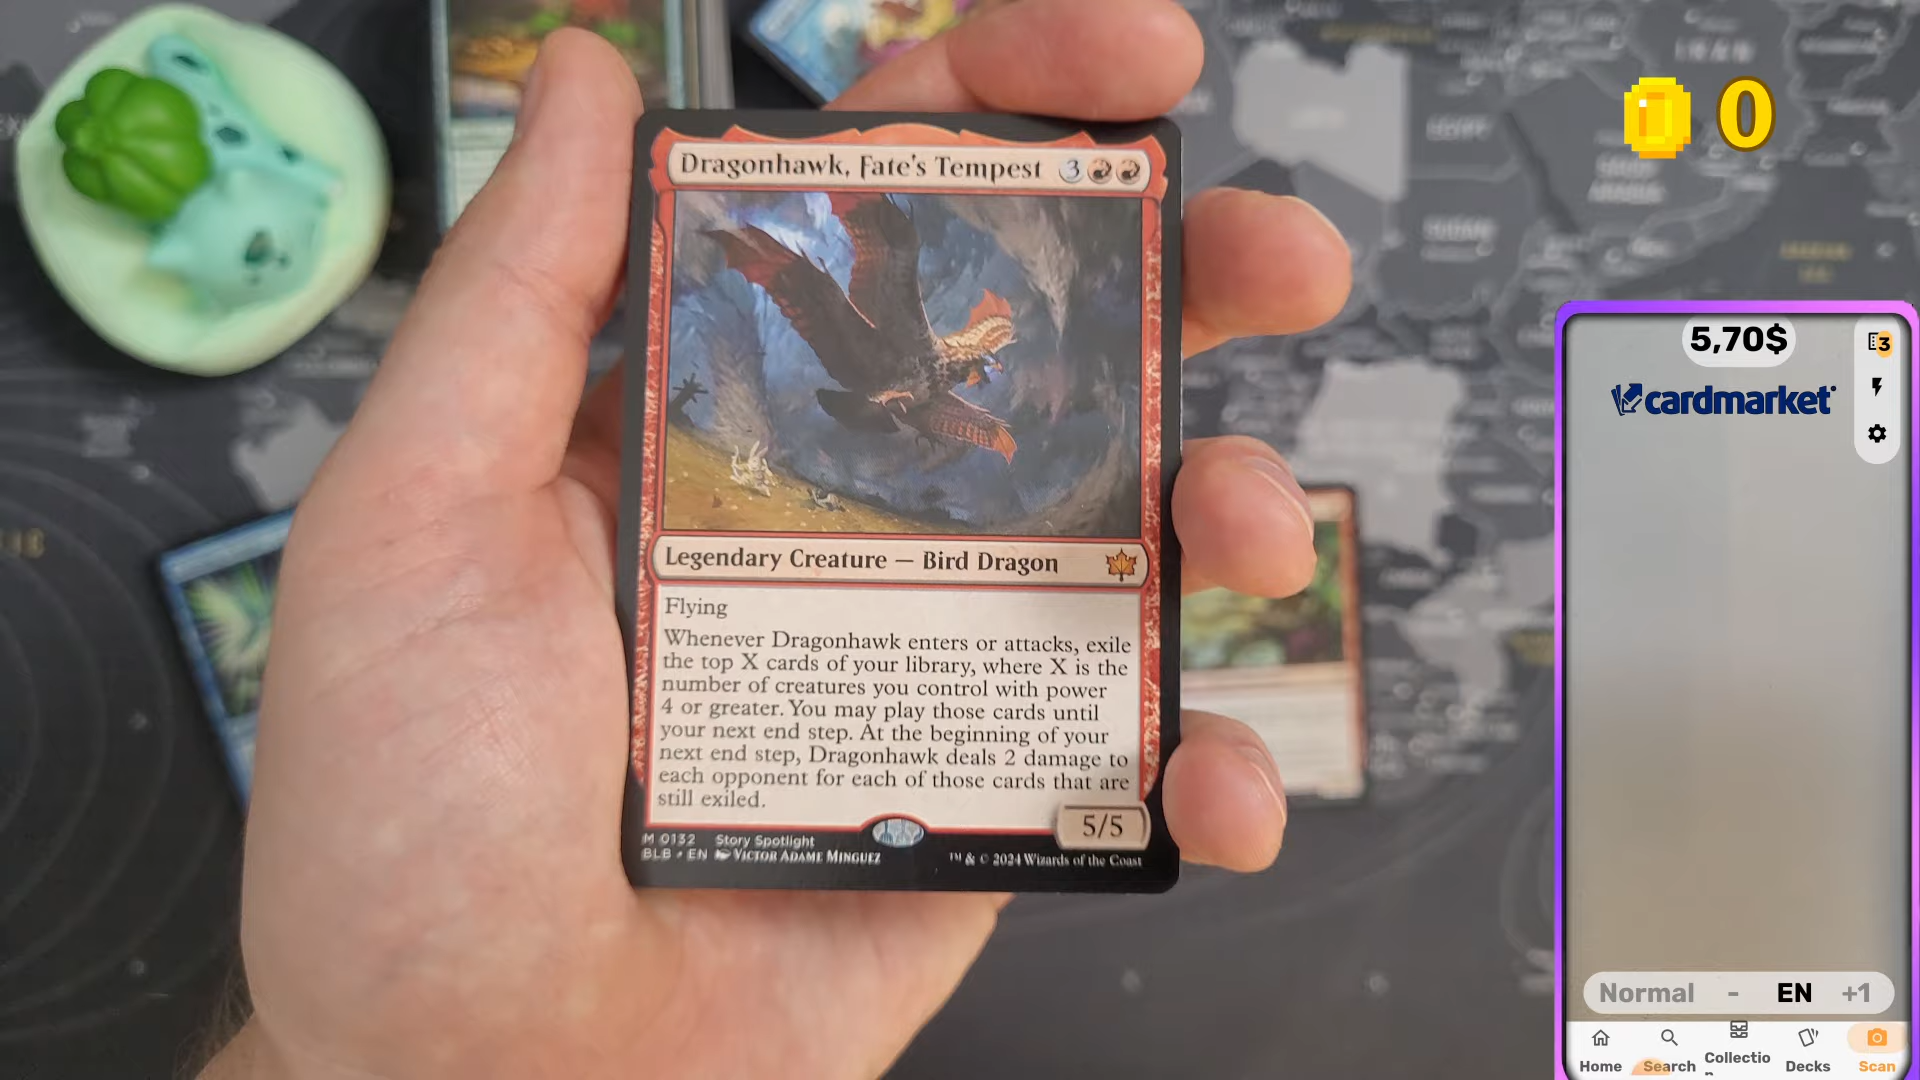 Dragonhawk, Fate's Tempest 3
Legendary Creature — Bird Dragon
Flying
Whenever Dragonhawk enters or attacks, exile
the top X cards of your library, where X is the
number of creatures you control with power
4 or greater. You may play those cards until
your next end step. At the beginning of your
next end step, Dragonhawk deals 2 damage to
each opponent for each of those cards that are
still exiled.
5/5
M 0132 Story Spotlight
BLB • EN Victor Adame Minguez
™ & © 2024 Wizards of the Coast
0
5,70$
3
cardmarket
Normal - EN +1
Home Search Collectio
n Decks Scan